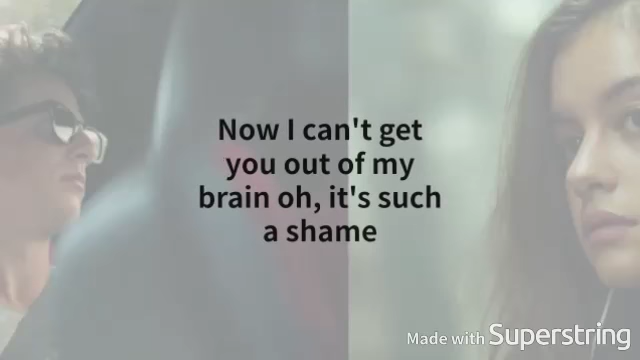 Now I can't get
you out of my
brain oh, it's such
a shame
Made with Superstring